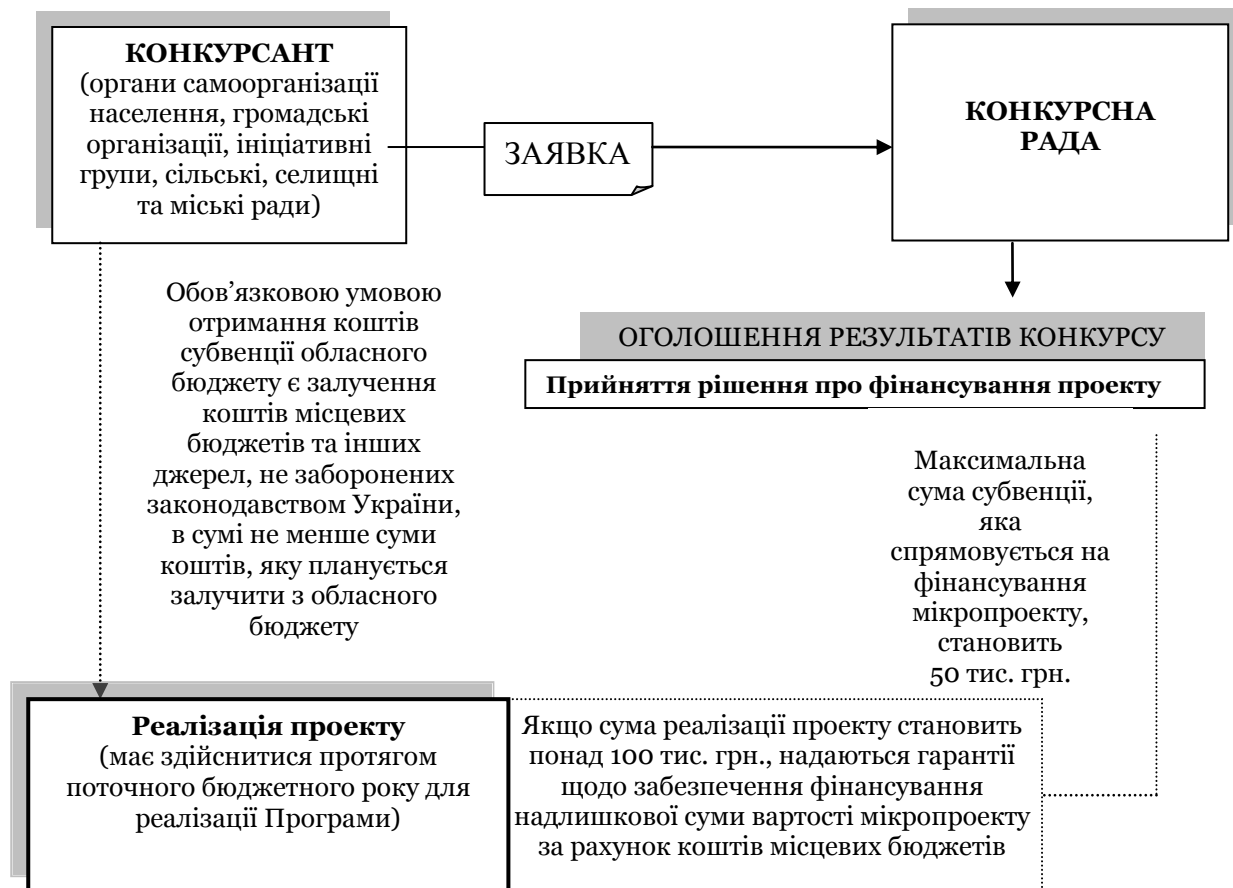 КОНКУРСАНТ
(органи самоорганізації
населення, громадські
організації, ініціативні
групи, сільські, селищні
та міські ради)
ЗАЯВКА
КОНКУРСНА
РАДА
Обов’язковою умовою
отримання коштів
субвенції обласного
бюджету є залучення
коштів місцевих
бюджетів та інших
джерел, не заборонених
законодавством України,
в сумі не менше суми
коштів, яку планується
залучити з обласного
бюджету
ОГОЛОШЕННЯ РЕЗУЛЬТАТІВ КОНКУРСУ
Прийняття рішення про фінансування проекту
Максимальна
сума субвенції,
яка
спрямовується на
фінансування
мікропроекту,
становить
50 тис. грн.
Реалізація проекту
(має здійснитися протягом
поточного бюджетного року для
реалізації Програми)
Якщо сума реалізації проекту становить
понад 100 тис. грн., надаються гарантії
щодо забезпечення фінансування
надлишкової суми вартості мікропроекту
за рахунок коштів місцевих бюджетів